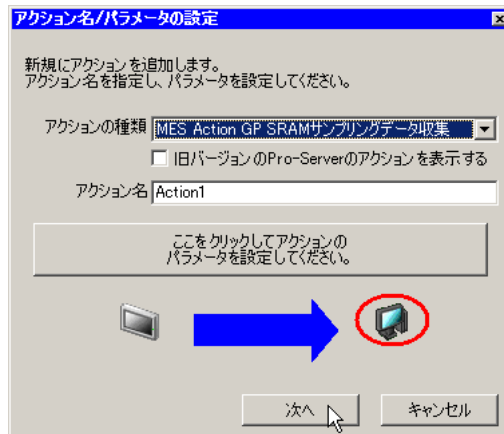 アクション名/パラメータの設定
新規にアクションを追加します。
アクション名を指定し、パラメータを設定してください。
アクションの種類 MES Action GP SRAMサンプリングデータ収集
旧バージョンのPro-Serverのアクションを表示する
アクション名 Action1
ここをクリックしてアクションの
パラメータを設定してください。
次へ キャンセル